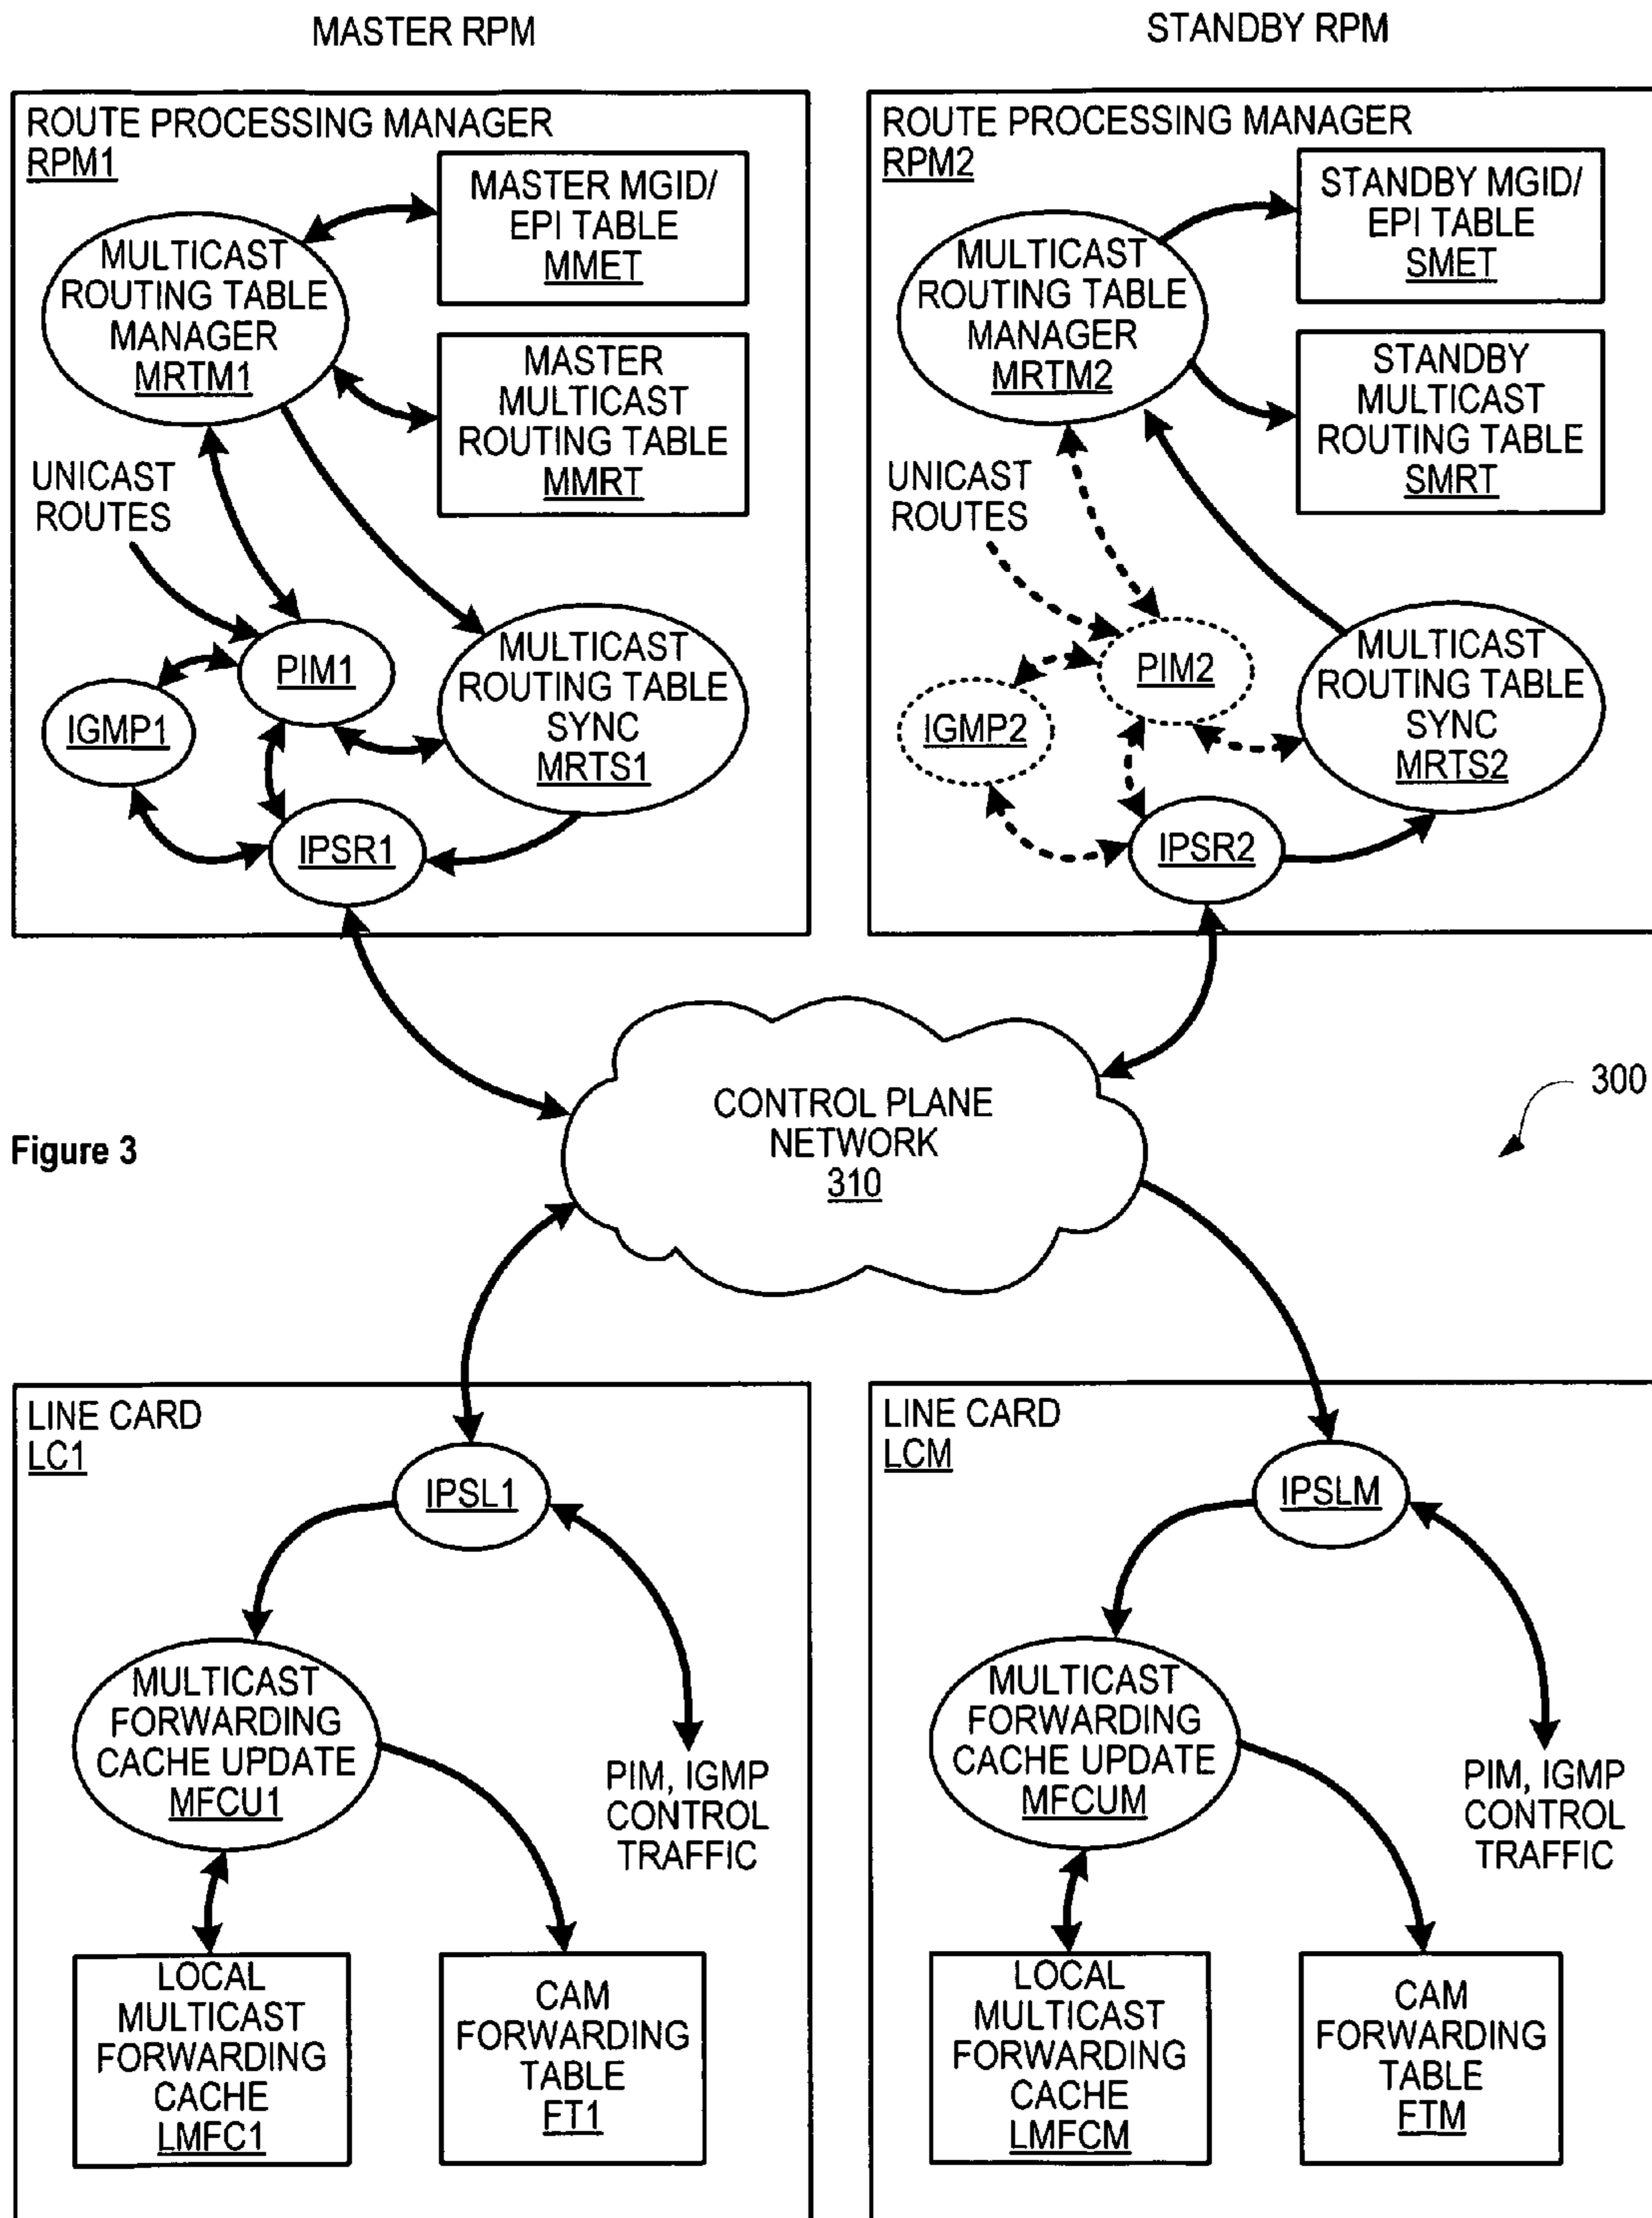 MASTER RPM
STANDBY RPM
ROUTE PROCESSING MANAGER
RPM1
MASTER MGID/
EPI TABLE
MMET
MULTICAST
ROUTING TABLE
MANAGER
MRTM1
MASTER
MULTICAST
ROUTING TABLE
MMRT
UNICAST
ROUTES
PIM1
MULTICAST
ROUTING TABLE
SYNC
MRTS1
IGMP1
IPSR1
ROUTE PROCESSING MANAGER
RPM2
STANDBY MGID/
EPI TABLE
SMET
MULTICAST
ROUTING TABLE
MANAGER
MRTM2
STANDBY
MULTICAST
ROUTING TABLE
SMRT
UNICAST
ROUTES
PIM2
MULTICAST
ROUTING TABLE
SYNC
MRTS2
IGMP2
IPSR2
CONTROL PLANE
NETWORK
310
300
Figure 3
LINE CARD
LC1
IPSL1
MULTICAST
FORWARDING
CACHE UPDATE
MFCU1
PIM, IGMP
CONTROL
TRAFFIC
LOCAL
MULTICAST
FORWARDING
CACHE
LMFC1
CAM
FORWARDING
TABLE
FT1
LINE CARD
LCM
IPSLM
MULTICAST
FORWARDING
CACHE UPDATE
MFCUM
PIM, IGMP
CONTROL
TRAFFIC
LOCAL
MULTICAST
FORWARDING
CACHE
LMFCM
CAM
FORWARDING
TABLE
FTM